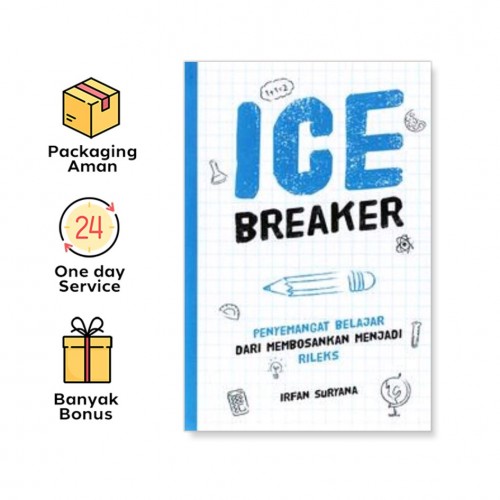 Packaging
Aman
24
One day
Service
Banyak
Bonus
1+1=2
ICE
BREAKER
PENYEMANGAT BELAJAR
DARI MEMBOSANKAN MENJADI
RILEKS
IRFAN SURYANA